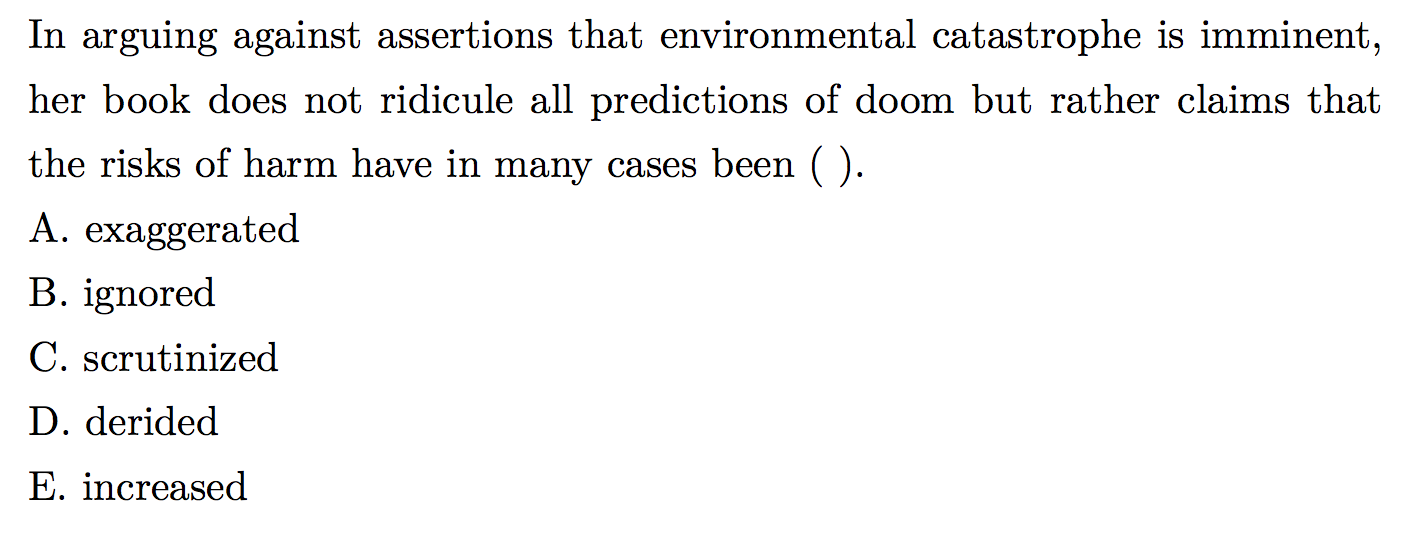 In arguing against assertions that environmental catastrophe is imminent,
her book does not ridicule all predictions of doom but rather claims that
the risks of harm have in many cases been ( ).
A. exaggerated
B. ignored
C. scrutinized
D. derided
E. increased